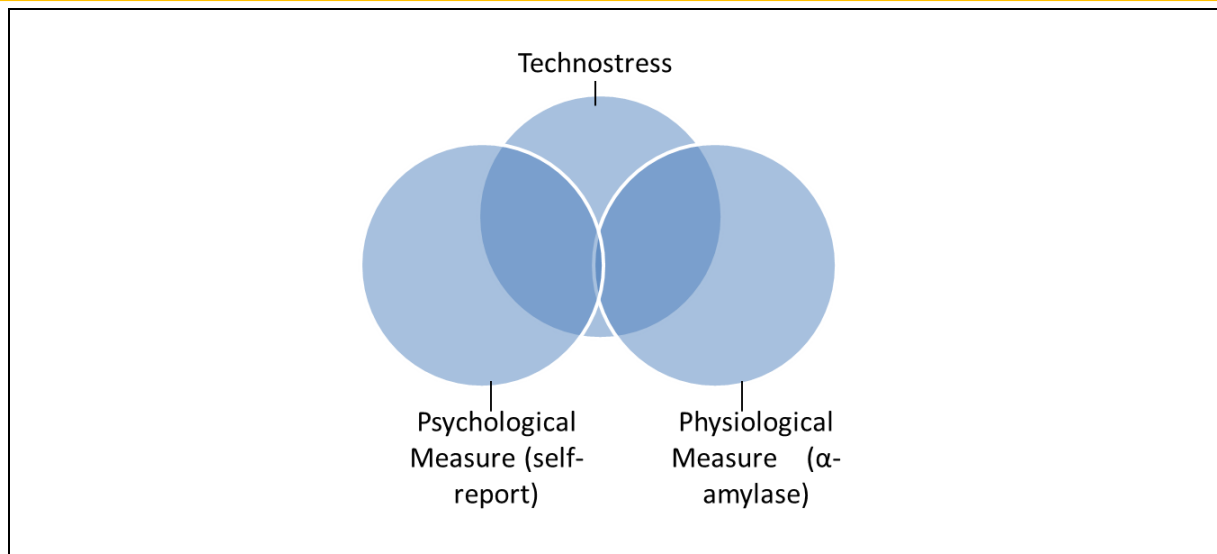 Technostress
Psychological
Measure (self-
report)
Physiological
Measure (α-
amylase)